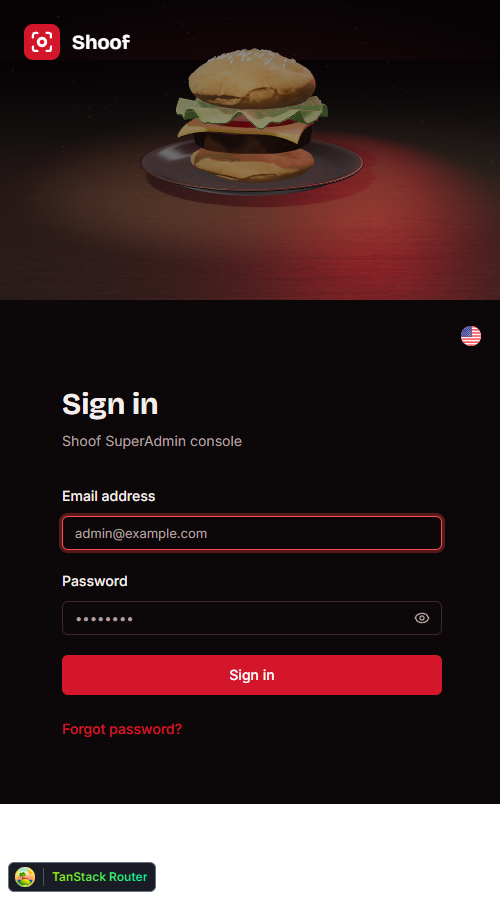 Shoof
Sign in
Shoof SuperAdmin console
Email address
admin@example.com
Password
••••••••
Sign in
Forgot password?
TanStack Router